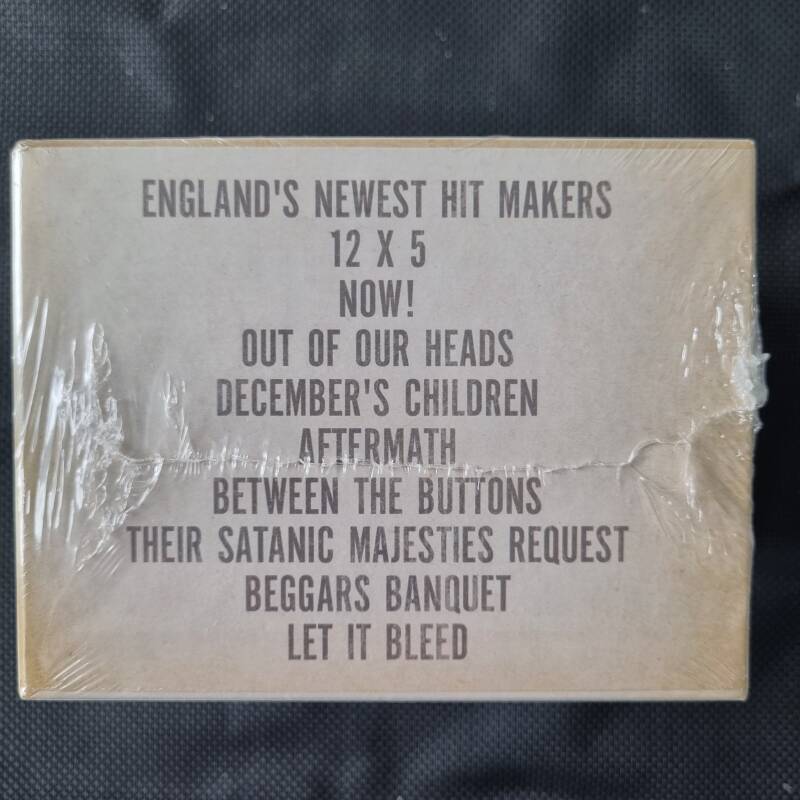 ENGLAND'S NEWEST HIT MAKERS
12 X 5
NOW!
OUT OF OUR HEADS
DECEMBER'S CHILDREN
AFTERMATH
BETWEEN THE BUTTONS
THEIR SATANIC MAJESTIES REQUEST
BEGGARS BANQUET
LET IT BLEED